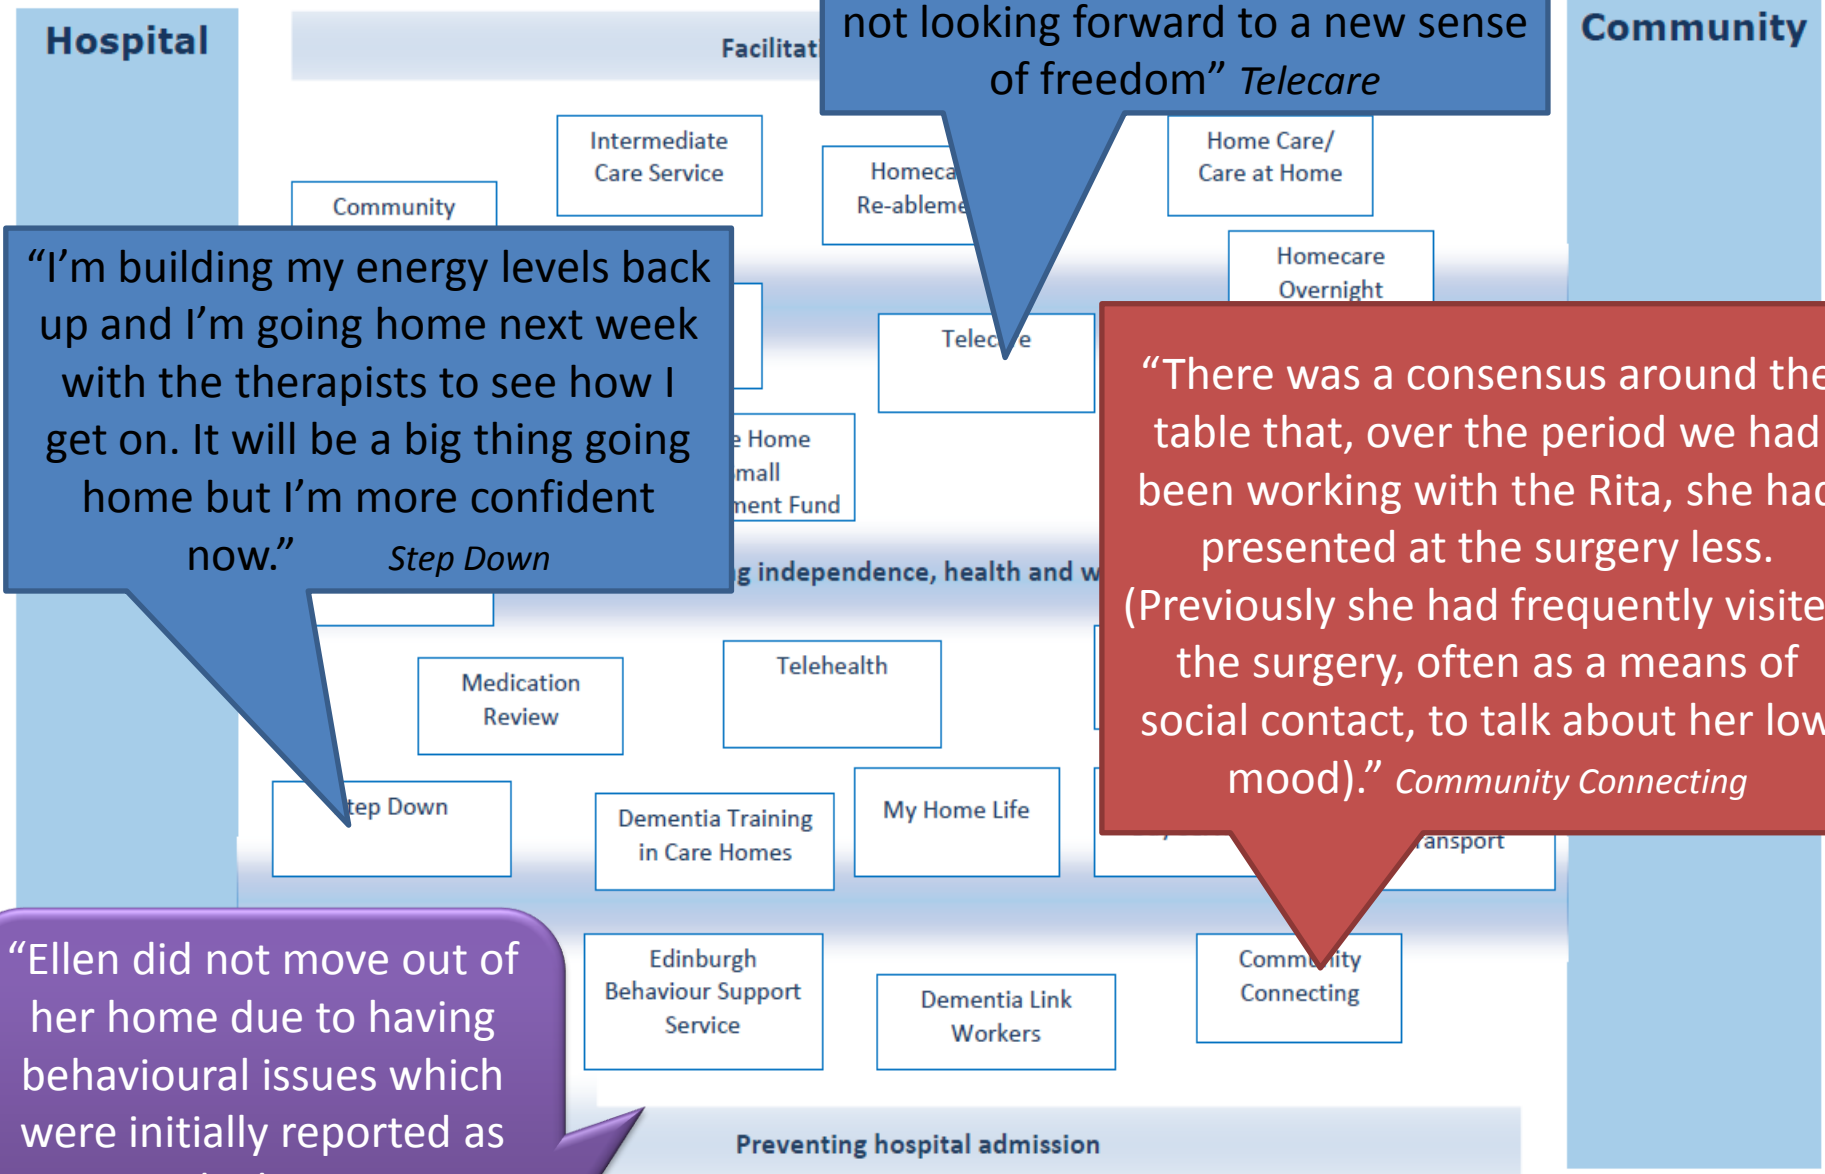 Hospital
Facilitati
not looking forward to a new sense
of freedom” Telecare
Community
Intermediate
Care Service
Homeca
Re-ableme
Home Care/
Care at Home
Community
Homecare
Overnight
“I’m building my energy levels back
up and I’m going home next week
with the therapists to see how I
get on. It will be a big thing going
home but I’m more confident
now.” Step Down
Telecare
e Home
mall
ment Fund
“There was a consensus around the
table that, over the period we had
been working with the Rita, she had
presented at the surgery less.
(Previously she had frequently visite
the surgery, often as a means of
social contact, to talk about her low
mood).” Community Connecting
g independence, health and w
Medication
Review
Telehealth
tep Down
Dementia Training
in Care Homes
My Home Life
ransport
“Ellen did not move out of
her home due to having
behavioural issues which
were initially reported as
Edinburgh
Behaviour Support
Service
Dementia Link
Workers
Community
Connecting
Preventing hospital admission